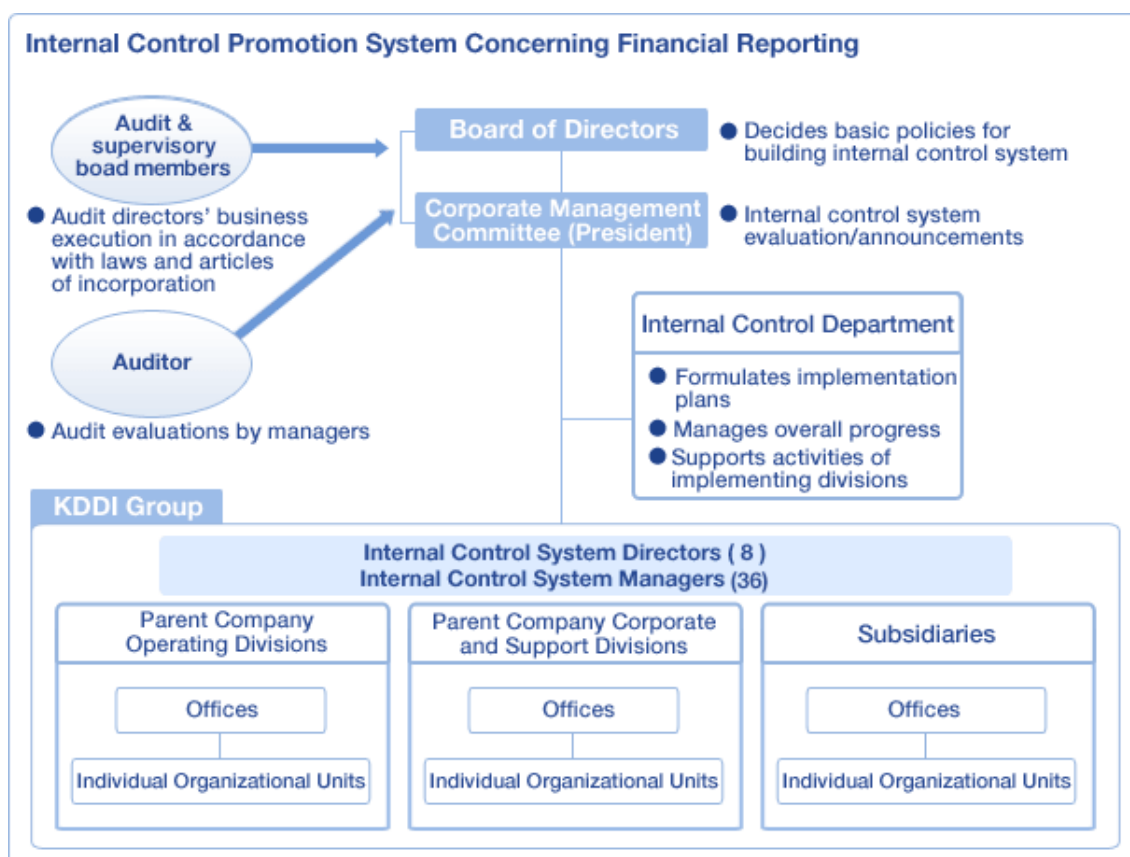 Internal Control Promotion System Concerning Financial Reporting
Audit &
supervisory
boad members
● Audit directors' business
execution in accordance
with laws and articles
of incorporation
Auditor
● Audit evaluations by managers
Board of Directors
● Decides basic policies for
building internal control system
Corporate Management
Committee (President)
● Internal control system
evaluation/announcements
Internal Control Department
● Formulates implementation
plans
● Manages overall progress
● Supports activities of
implementing divisions
KDDI Group
Internal Control System Directors ( 8 )
Internal Control System Managers (36)
Parent Company
Operating Divisions
Offices
Individual Organizational Units
Parent Company Corporate
and Support Divisions
Offices
Individual Organizational Units
Subsidiaries
Offices
Individual Organizational Units